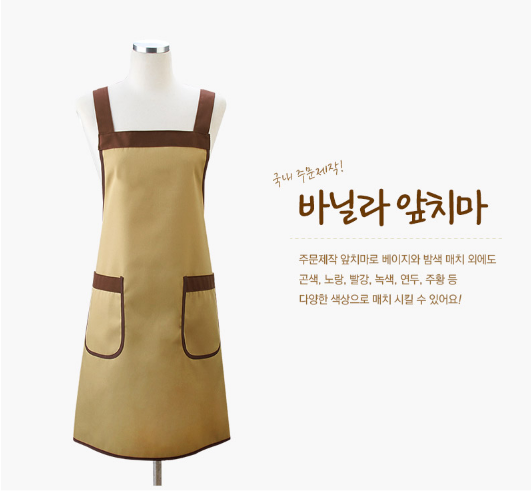 국내 주문제작!
바닐라 앞치마
주문제작 앞치마로 베이지와 밤색 매치 외에도
곤색, 노랑, 빨강, 녹색, 연두, 주황 등
다양한 색상으로 매치 시킬 수 있어요!